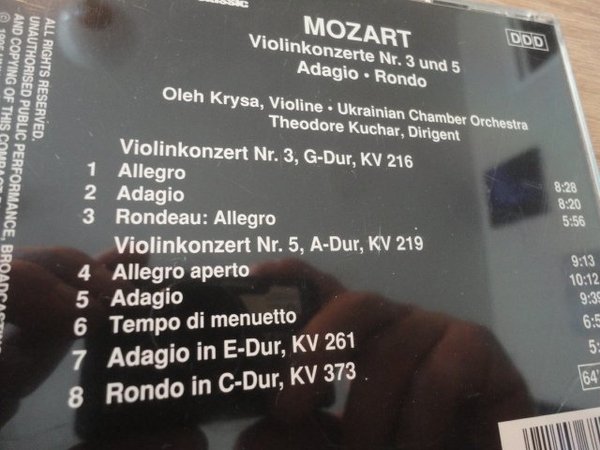 classic
MOZART
DDD
Violinkonzerte Nr. 3 und 5
Adagio · Rondo
Oleh Krysa, Violine · Ukrainian Chamber Orchestra
Theodore Kuchar, Dirigent
Violinkonzert Nr. 3, G-Dur, KV 216
1 Allegro 8:28
2 Adagio 8:20
3 Rondeau: Allegro 5:56
Violinkonzert Nr. 5, A-Dur, KV 219
4 Allegro aperto 9:13
5 Adagio 10:12
6 Tempo di menuetto 9:39
7 Adagio in E-Dur, KV 261
8 Rondo in C-Dur, KV 373
ALL RIGHTS RESERVED.
UNAUTHORISED PUBLIC PERFORMANCE, BROADCASTING
AND COPYING OF THIS COMPACT